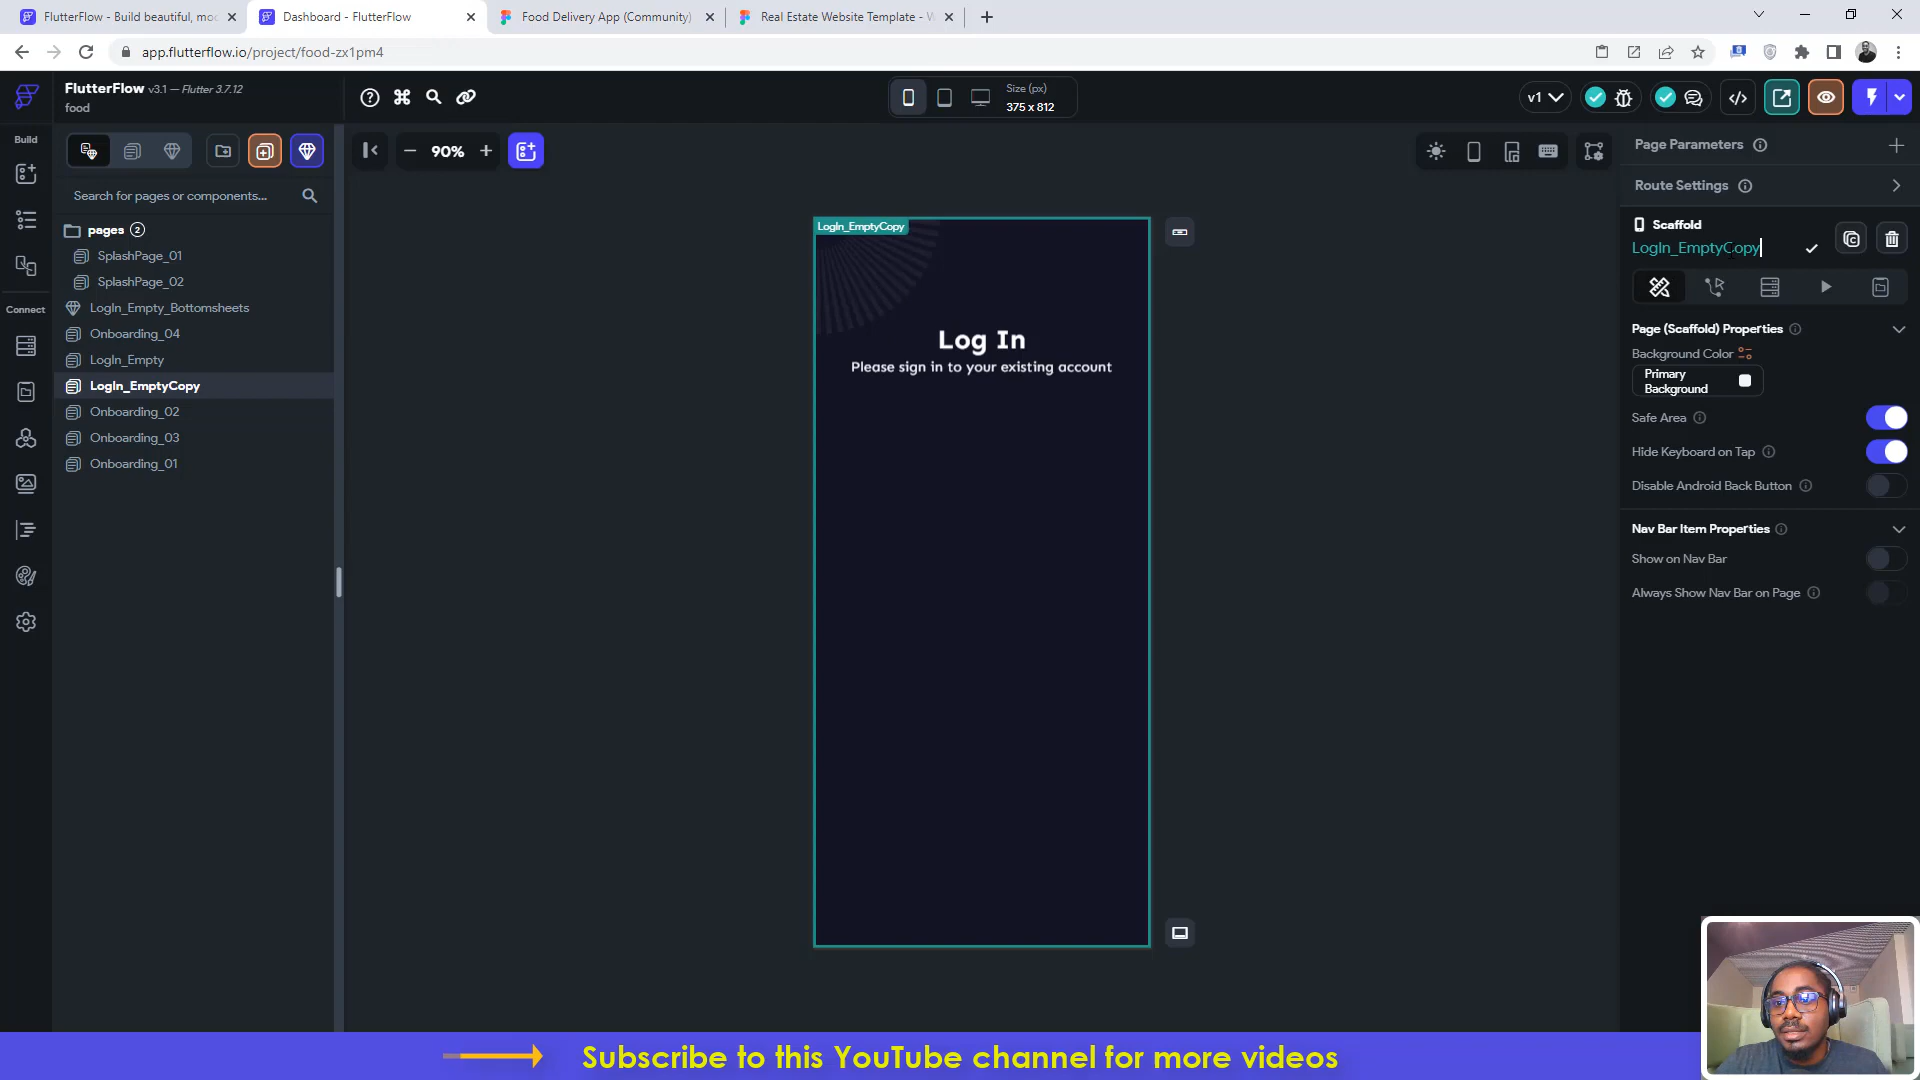 FlutterFlow - Build beautiful, mo
Dashboard - FlutterFlow
Food Delivery App (Community)
Real Estate Website Template -
app.flutterflow.io/project/food-zx1pm4
FlutterFlow v3.1 — Flutter 3.7.12
food
Size (px)
375 x 812
v1
Build
90%
Page Parameters
Search for pages or components...
Route Settings
pages 2
SplashPage_01
SplashPage_02
LogIn_Empty_Bottomsheets
Onboarding_04
LogIn_Empty
LogIn_EmptyCopy
Onboarding_02
Onboarding_03
Onboarding_01
Connect
LogIn_EmptyCopy
Log In
Please sign in to your existing account
Scaffold
LogIn_EmptyCopy
Page (Scaffold) Properties
Background Color
Primary
Background
Safe Area
Hide Keyboard on Tap
Disable Android Back Button
Nav Bar Item Properties
Show on Nav Bar
Always Show Nav Bar on Page
Subscribe to this YouTube channel for more videos